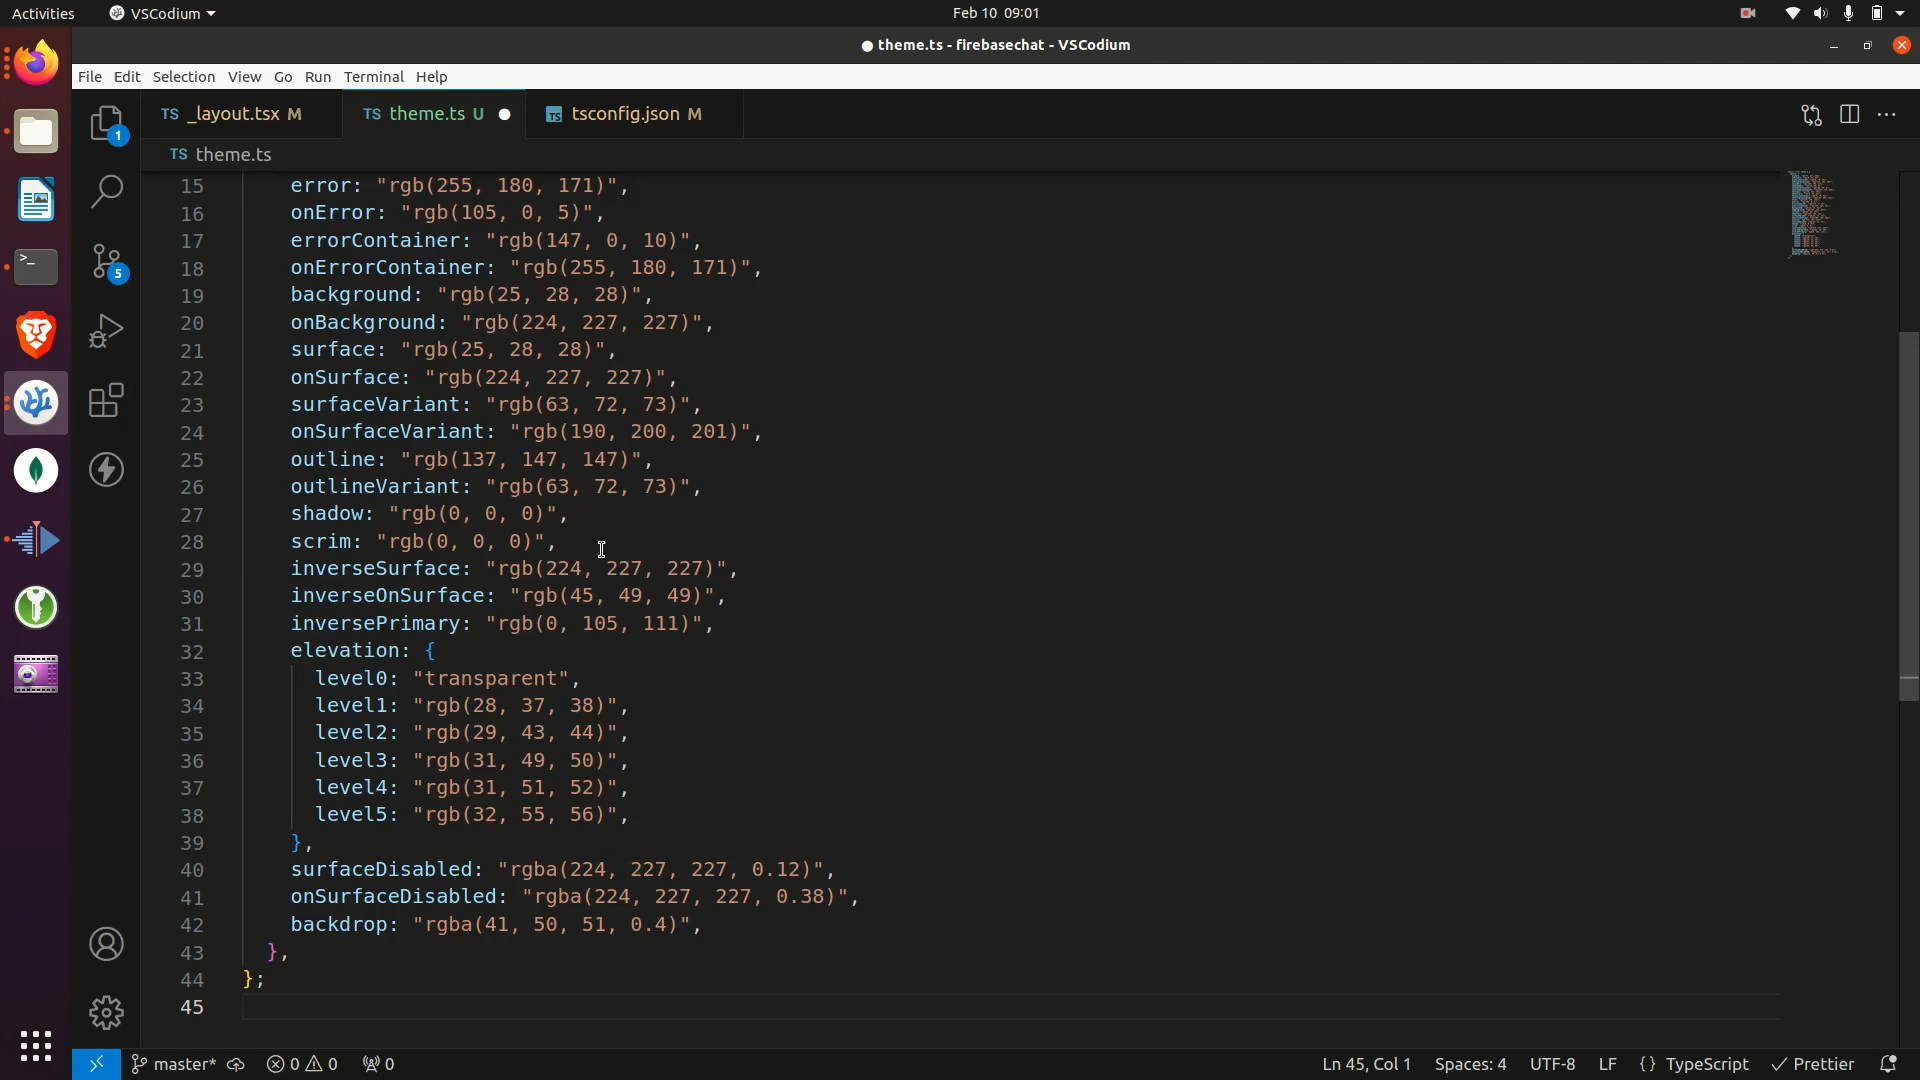 Activities
VSCodium
Feb 10 09:01
● theme.ts - firebasechat - VSCodium
File Edit Selection View Go Run Terminal Help
TS _layout.tsx M
TS theme.ts U
TS tsconfig.json M
TS theme.ts
1
5
15 error: "rgb(255, 180, 171)",
16 onError: "rgb(105, 0, 5)",
17 errorContainer: "rgb(147, 0, 10)",
18 onErrorContainer: "rgb(255, 180, 171)",
19 background: "rgb(25, 28, 28)",
20 onBackground: "rgb(224, 227, 227)",
21 surface: "rgb(25, 28, 28)",
22 onSurface: "rgb(224, 227, 227)",
23 surfaceVariant: "rgb(63, 72, 73)",
24 onSurfaceVariant: "rgb(190, 200, 201)",
25 outline: "rgb(137, 147, 147)",
26 outlineVariant: "rgb(63, 72, 73)",
27 shadow: "rgb(0, 0, 0)",
28 scrim: "rgb(0, 0, 0)",
29 inverseSurface: "rgb(224, 227, 227)",
30 inverseOnSurface: "rgb(45, 49, 49)",
31 inversePrimary: "rgb(0, 105, 111)",
32 elevation: {
33 level0: "transparent",
34 level1: "rgb(28, 37, 38)",
35 level2: "rgb(29, 43, 44)",
36 level3: "rgb(31, 49, 50)",
37 level4: "rgb(31, 51, 52)",
38 level5: "rgb(32, 55, 56)",
39 },
40 surfaceDisabled: "rgba(224, 227, 227, 0.12)",
41 onSurfaceDisabled: "rgba(224, 227, 227, 0.38)",
42 backdrop: "rgba(41, 50, 51, 0.4)",
43 },
44 };
45
master* 0 0 0
Ln 45, Col 1 Spaces: 4 UTF-8 LF {} TypeScript Prettier